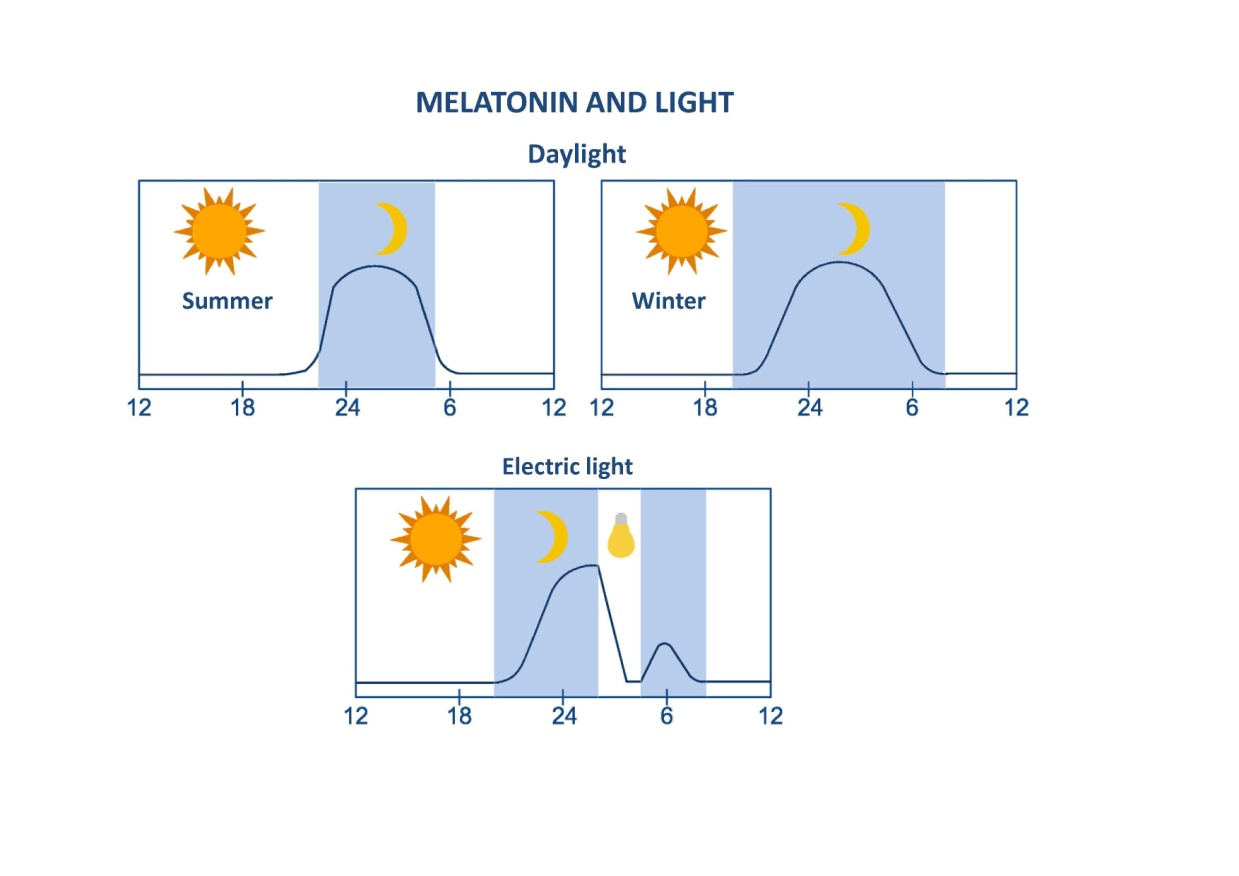 MELATONIN AND LIGHT
Daylight
Summer
12 18 24 6 12
Winter
12 18 24 6 12
Electric light
12 18 24 6 12